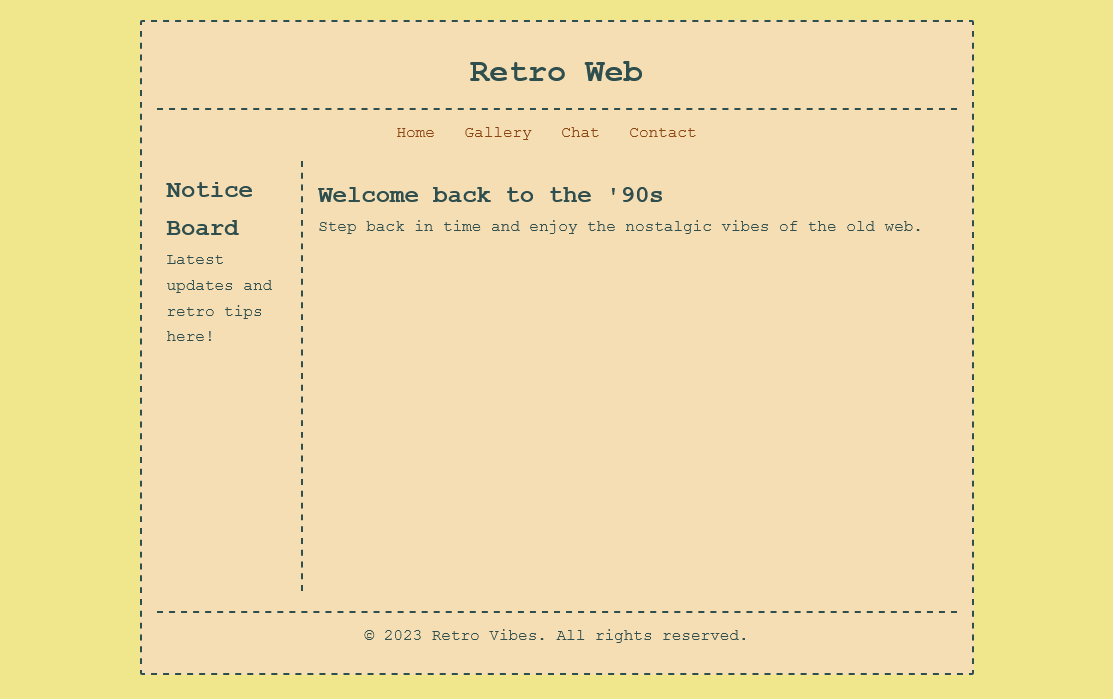 Retro Web
Home Gallery Chat Contact
Notice
Board
Latest
updates and
retro tips
here!
Welcome back to the '90s
Step back in time and enjoy the nostalgic vibes of the old web.
© 2023 Retro Vibes. All rights reserved.